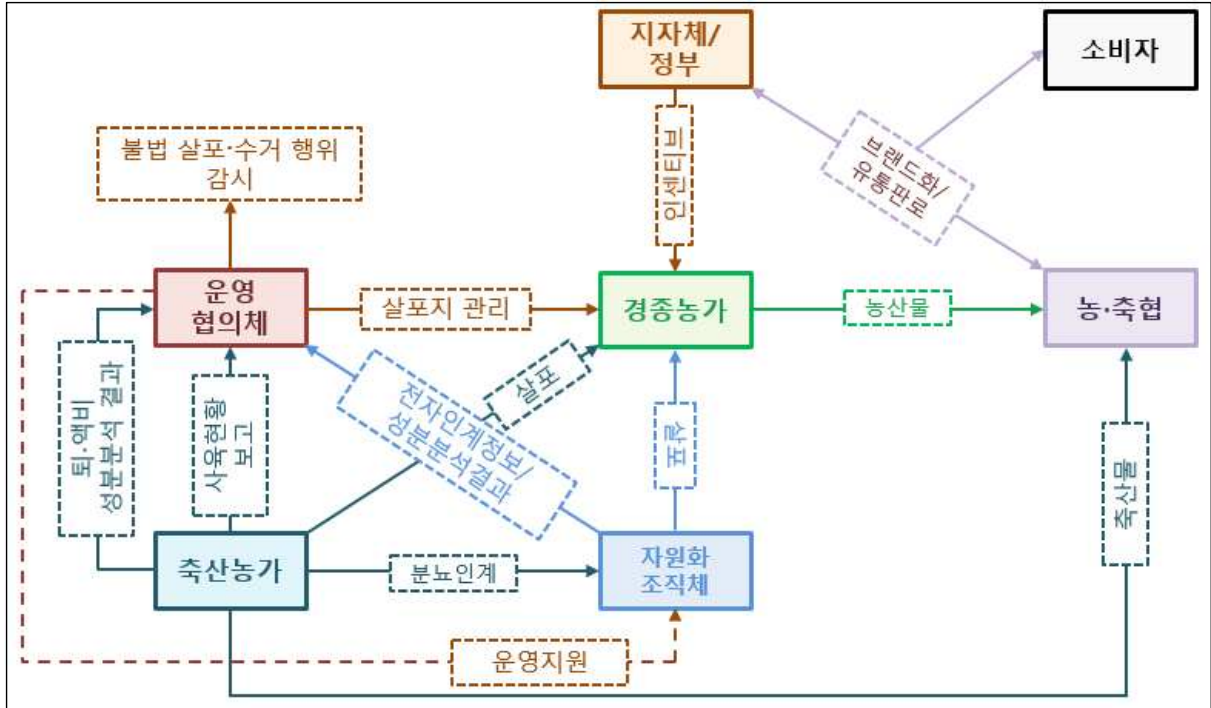 지자체/
정부
소비자
불법 살포·수거 행위
감시
인센티브
브랜드화/
유통판로
운영
협의체
살포지 관리
경종농가
농산물
농·축협
퇴·액비
성분분석 결과
사육현황
보고
전자인계정보/
성분분석결과
살포
살포
축산물
축산농가
분뇨인계
자원화
조직체
운영지원